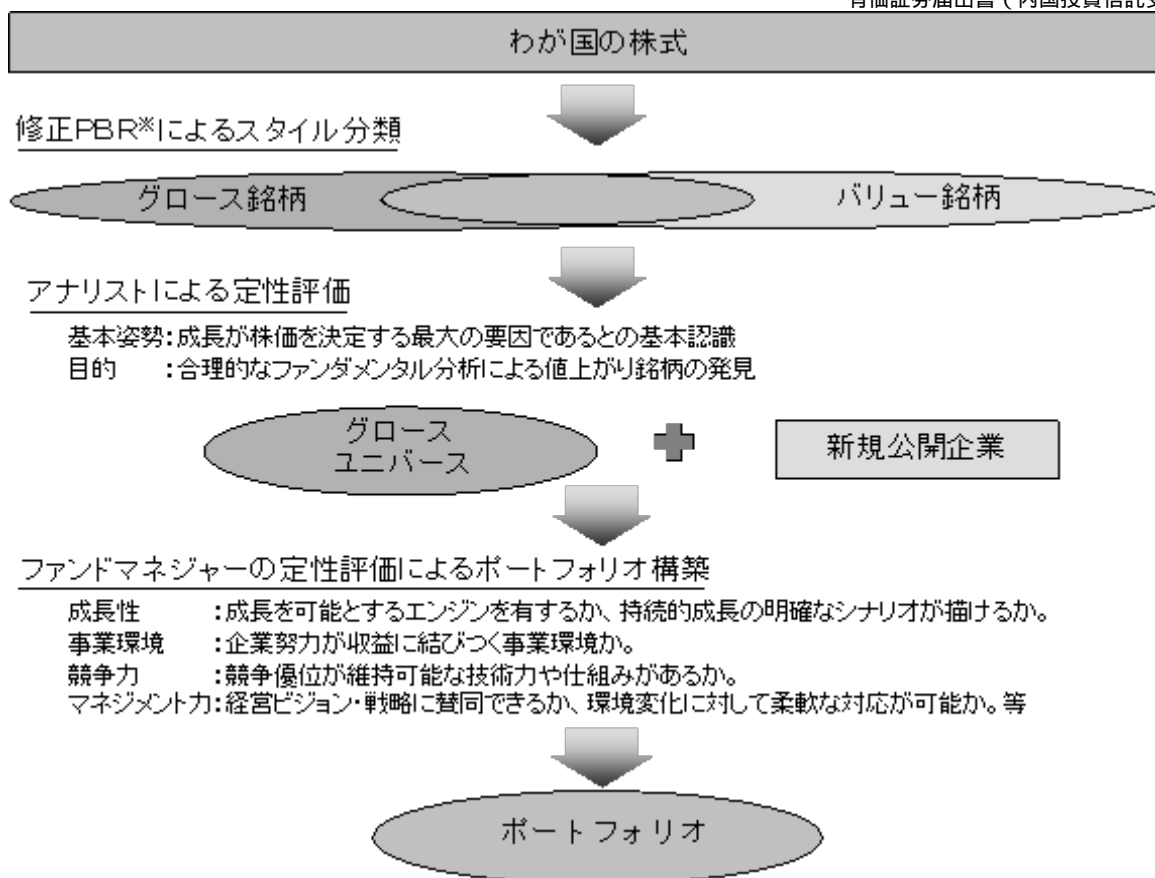 有価証券届出書(内国投資信託受
わが国の株式
修正PBR※によるスタイル分類
グロース銘柄 バリュー銘柄
アナリストによる定性評価
基本姿勢:成長が株価を決定する最大の要因であるとの基本認識
目的 :合理的なファンダメンタル分析による値上がり銘柄の発見
グロース
ユニバース
新規公開企業
ファンドマネジャーの定性評価によるポートフォリオ構築
成長性 :成長を可能とするエンジンを有するか、持続的成長の明確なシナリオが描けるか。
事業環境 :企業努力が収益に結びつく事業環境か。
競争力 :競争優位が維持可能な技術力や仕組みがあるか。
マネジメント力:経営ビジョン・戦略に賛同できるか、環境変化に対して柔軟な対応が可能か。等
ポートフォリオ